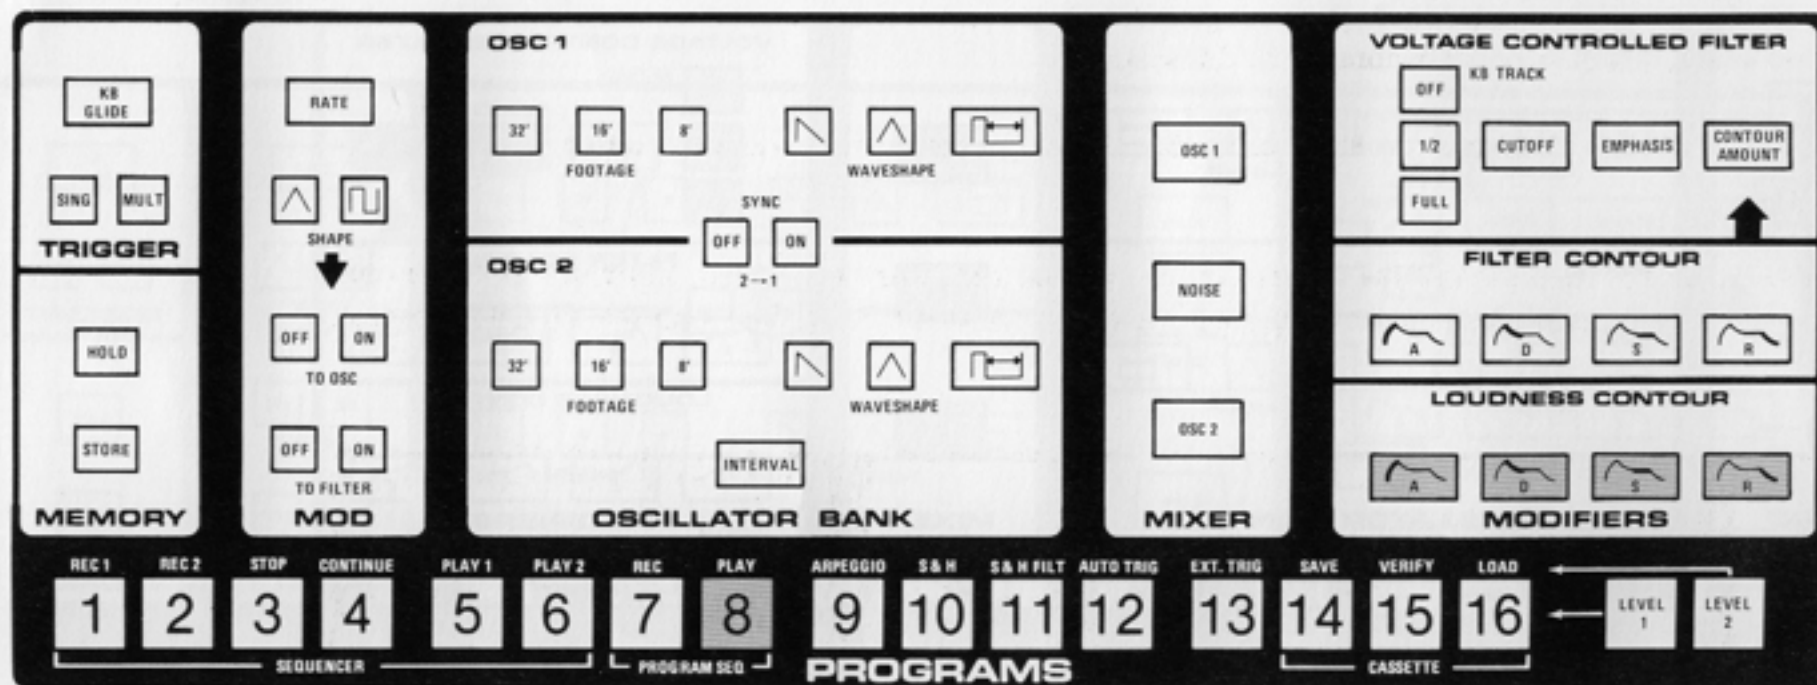 KB
GLIDE
SING MULT
TRIGGER
HOLD
STORE
MEMORY
RATE
SHAPE
OFF ON
TO OSC
OFF ON
TO FILTER
MOD
OSC 1
32' 16' 8'
FOOTAGE WAVESHAPE
SYNC
OFF ON
2→1
OSC 2
32' 16' 8'
FOOTAGE WAVESHAPE
INTERVAL
OSCILLATOR BANK
OSC 1
NOISE
OSC 2
MIXER
VOLTAGE CONTROLLED FILTER
KB TRACK
OFF
1/2 CUTOFF EMPHASIS CONTOUR
AMOUNT
FULL
FILTER CONTOUR
A D S R
LOUDNESS CONTOUR
A D S R
MODIFIERS
REC 1 REC 2 STOP CONTINUE PLAY 1 PLAY 2 REC PLAY ARPEGGIO S & H S & H FILT AUTO TRIG EXT. TRIG SAVE VERIFY LOAD
1 2 3 4 5 6 7 8 9 10 11 12 13 14 15 16 LEVEL
1 LEVEL
2
SEQUENCER PROGRAM SEQ. PROGRAMS CASSETTE